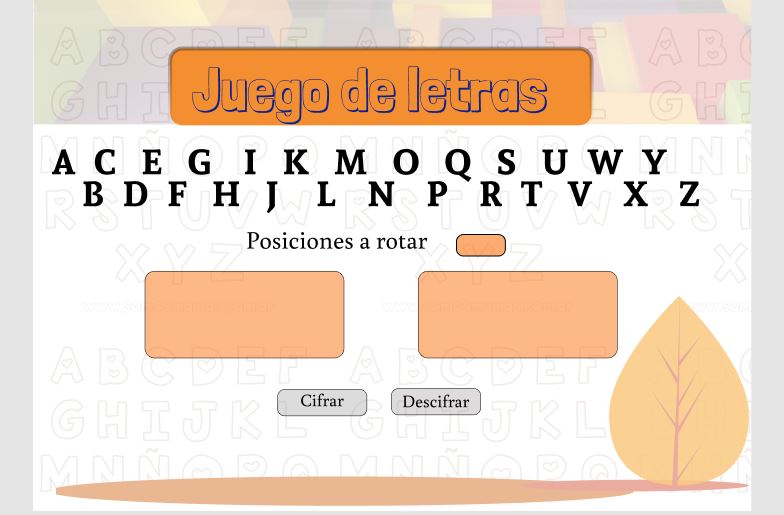 Juego de letras
A C E G I K M O Q S U W Y
B D F H J L N P R T V X Z
Posiciones a rotar
Cifrar Descifrar